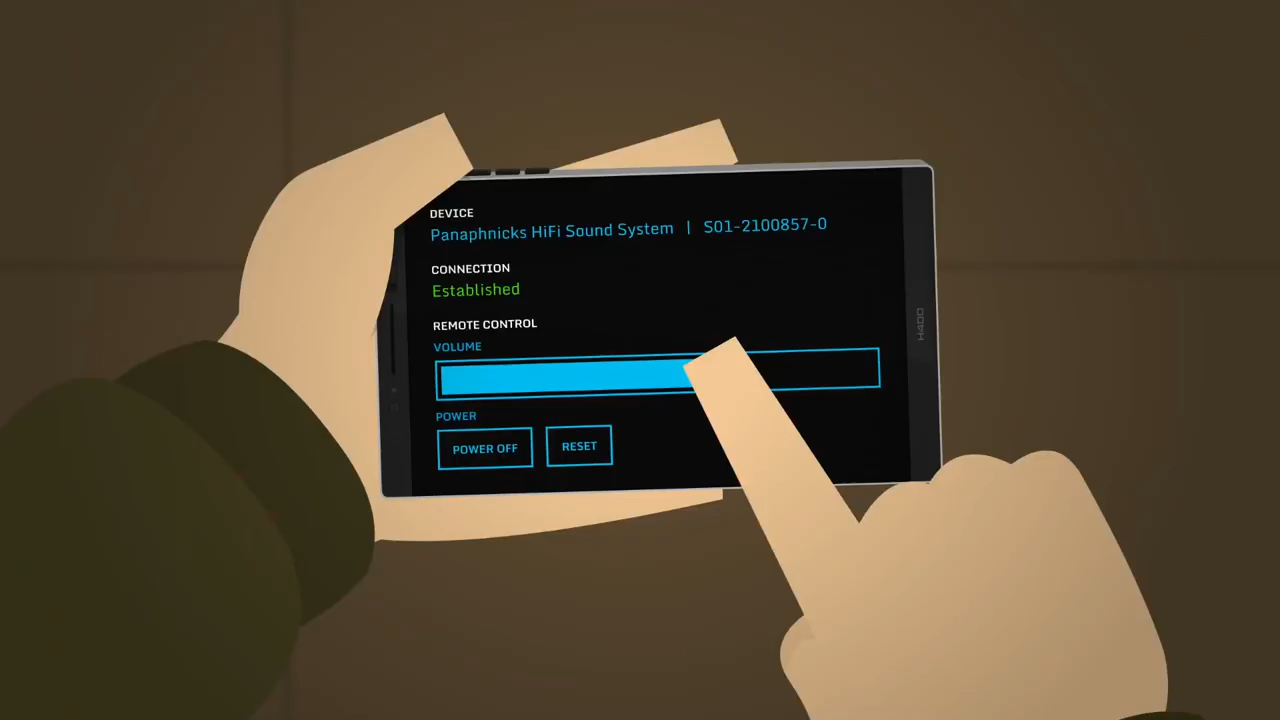 DEVICE
Panaphnicks HiFi Sound System | S01-2100857-0
CONNECTION
Established
REMOTE CONTROL
VOLUME
POWER
POWER OFF RESET
H400